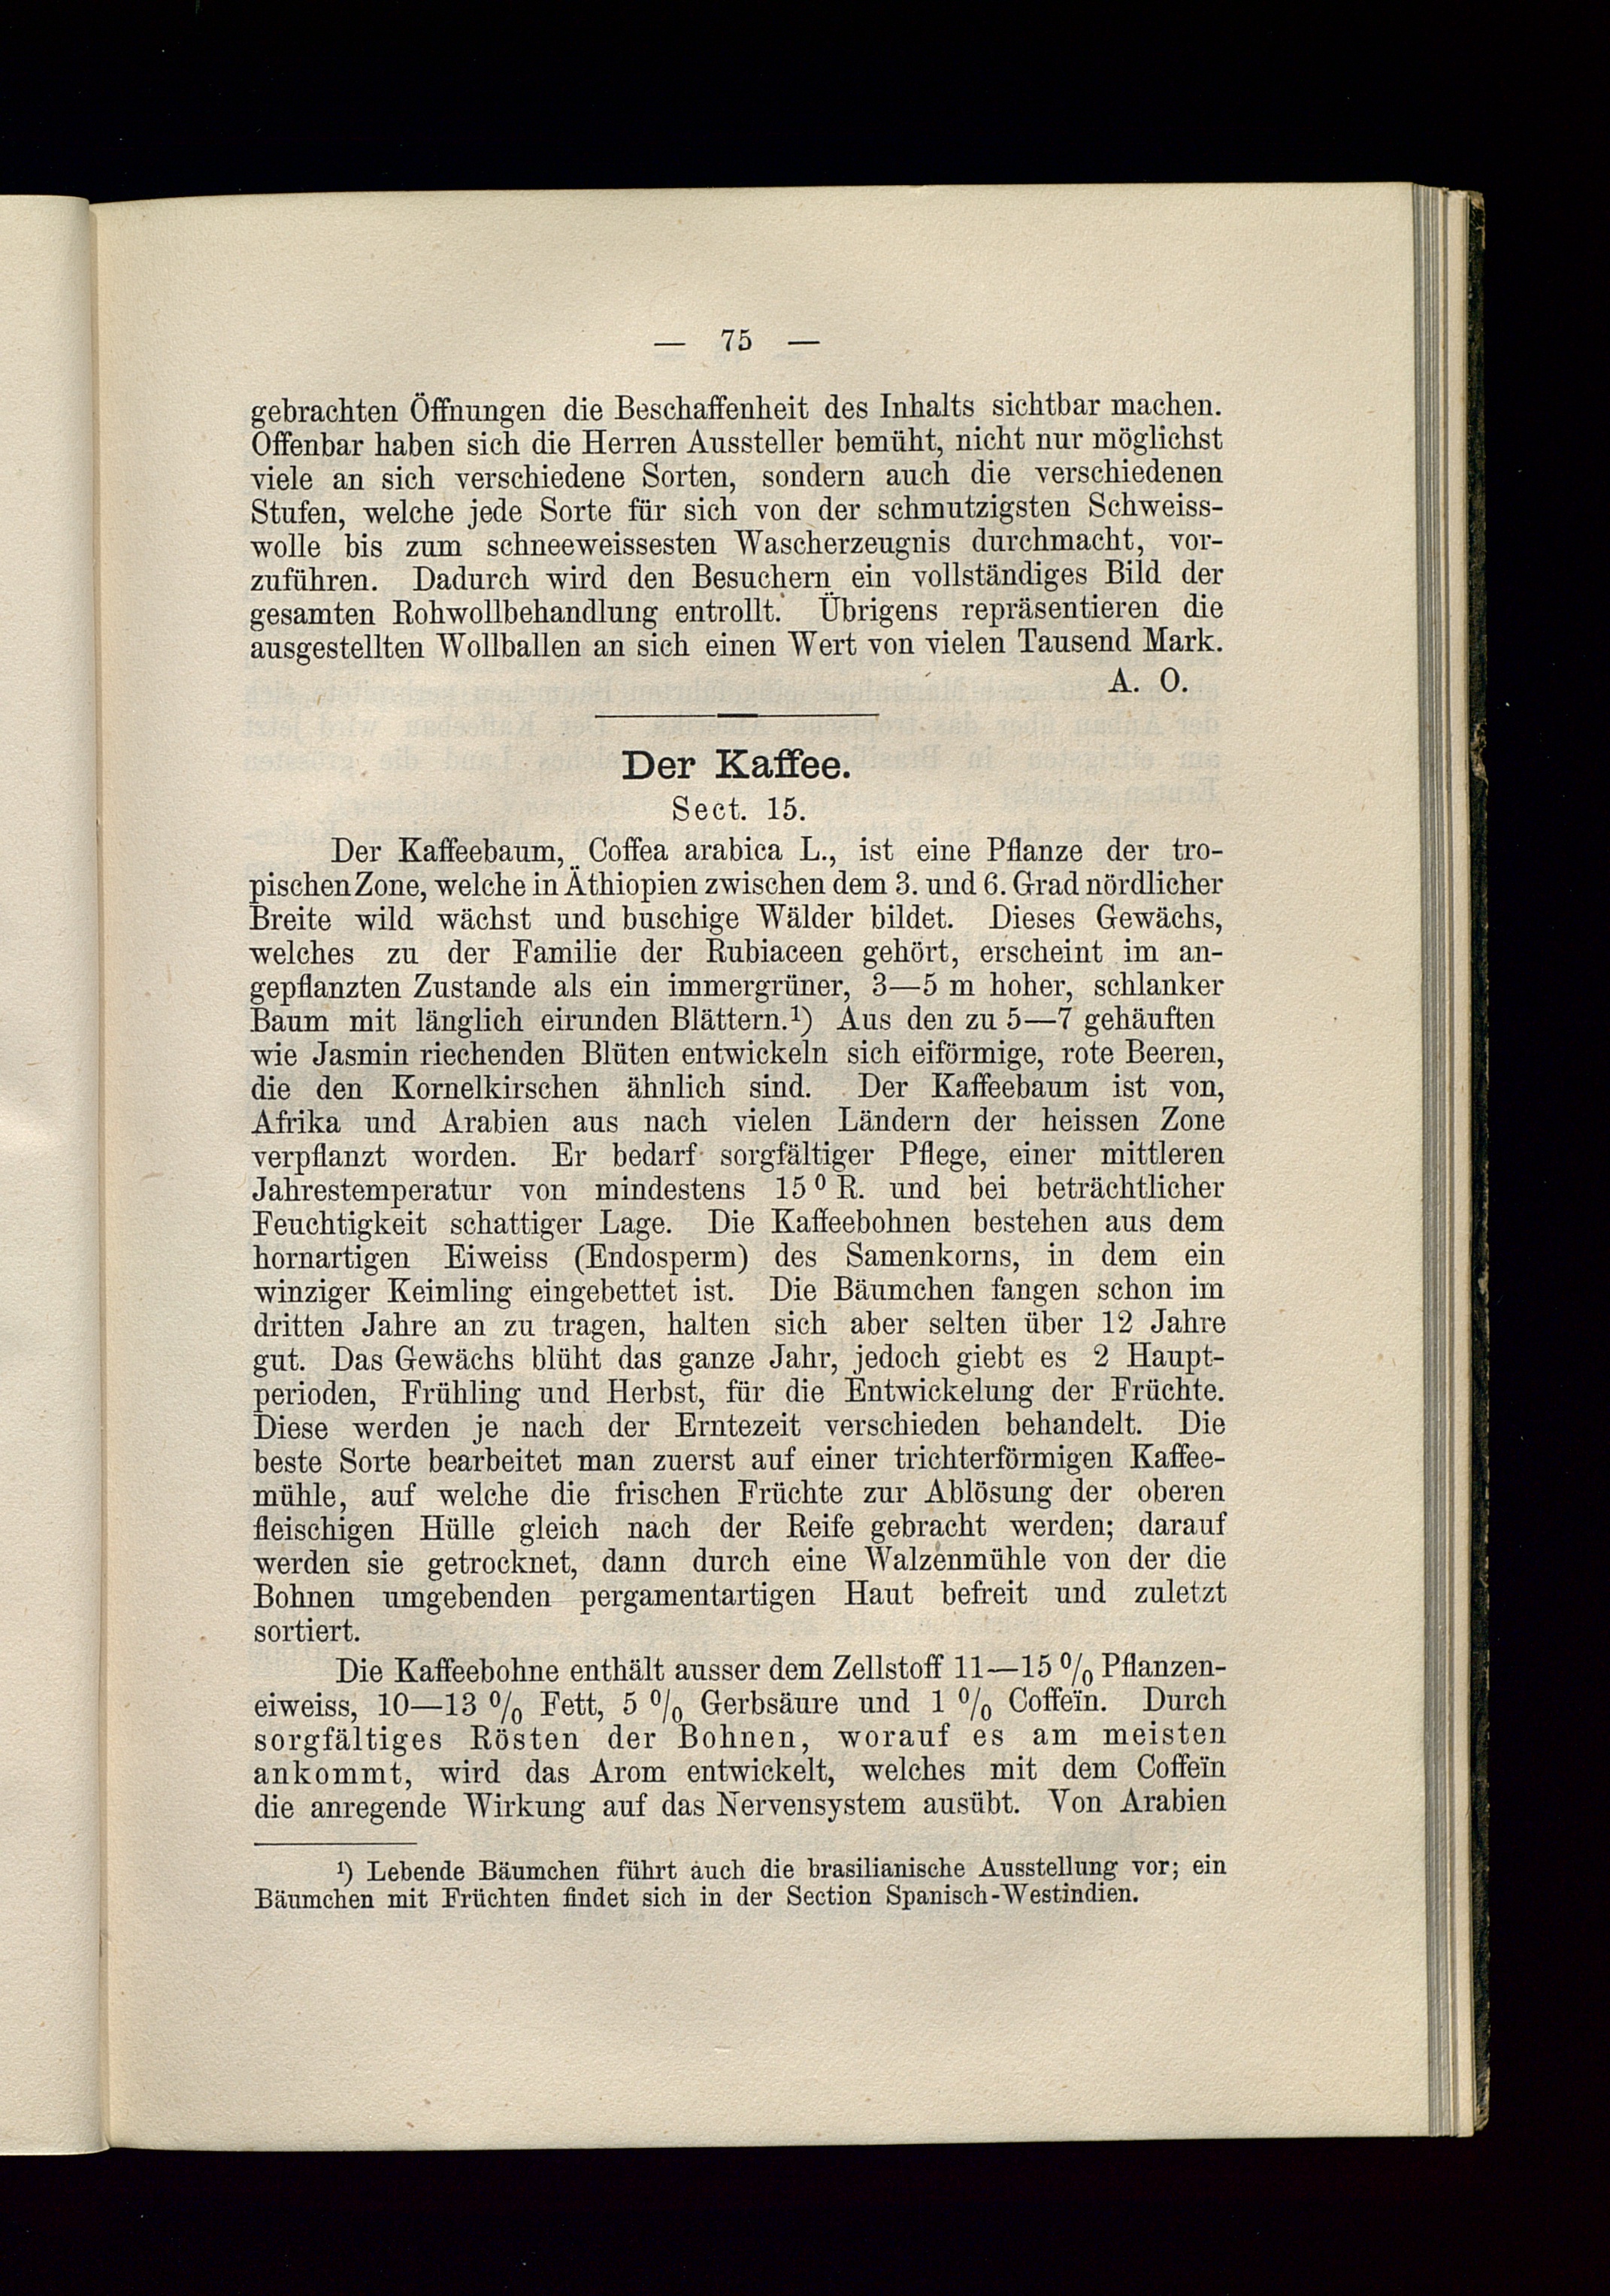 — 75 —
gebrachten Öffnungen die Beschaffenheit des Inhalts sichtbar machen.
Offenbar haben sich die Herren Aussteller bemüht, nicht nur möglichst
viele an sich verschiedene Sorten, sondern auch die verschiedenen
Stufen, welche jede Sorte für sich von der schmutzigsten Schweiss-
wolle bis zum schneeweissesten Wascherzeugnis durchmacht, vor-
zuführen. Dadurch wird den Besuchern ein vollständiges Bild der
gesamten Rohwollbehandlung entrollt. Übrigens repräsentieren die
ausgestellten Wollballen an sich einen Wert von vielen Tausend Mark.
A. O.
Der Kaffee.
Sect. 15.
Der Kaffeebaum, Coffea arabica L., ist eine Pflanze der tro-
pischen Zone, welche in Äthiopien zwischen dem 3. und 6. Grad nördlicher
Breite wild wächst und buschige Wälder bildet. Dieses Gewächs,
welches zu der Familie der Rubiaceen gehört, erscheint im an-
gepflanzten Zustande als ein immergrüner, 3—5 m hoher, schlanker
Baum mit länglich eirunden Blättern.¹) Aus den zu 5—7 gehäuften
wie Jasmin riechenden Blüten entwickeln sich eiförmige, rote Beeren,
die den Kornelkirschen ähnlich sind. Der Kaffeebaum ist von,
Afrika und Arabien aus nach vielen Ländern der heissen Zone
verpflanzt worden. Er bedarf sorgfältiger Pflege, einer mittleren
Jahrestemperatur von mindestens 15⁰ R. und bei beträchtlicher
Feuchtigkeit schattiger Lage. Die Kaffeebohnen bestehen aus dem
hornartigen Eiweiss (Endosperm) des Samenkorns, in dem ein
winziger Keimling eingebettet ist. Die Bäumchen fangen schon im
dritten Jahre an zu tragen, halten sich aber selten über 12 Jahre
gut. Das Gewächs blüht das ganze Jahr, jedoch giebt es 2 Haupt-
perioden, Frühling und Herbst, für die Entwickelung der Früchte.
Diese werden je nach der Erntezeit verschieden behandelt. Die
beste Sorte bearbeitet man zuerst auf einer trichterförmigen Kaffee-
mühle, auf welche die frischen Früchte zur Ablösung der oberen
fleischigen Hülle gleich nach der Reife gebracht werden; darauf
werden sie getrocknet, dann durch eine Walzenmühle von der die
Bohnen umgebenden pergamentartigen Haut befreit und zuletzt
sortiert.
Die Kaffeebohne enthält ausser dem Zellstoff 11—15 % Pflanzen-
eiweiss, 10—13 % Fett, 5 % Gerbsäure und 1 % Coffeïn. Durch
sorgfältiges Rösten der Bohnen, worauf es am meisten
ankommt, wird das Arom entwickelt, welches mit dem Coffeïn
die anregende Wirkung auf das Nervensystem ausübt. Von Arabien
¹) Lebende Bäumchen führt auch die brasilianische Ausstellung vor; ein
Bäumchen mit Früchten findet sich in der Section Spanisch-Westindien.